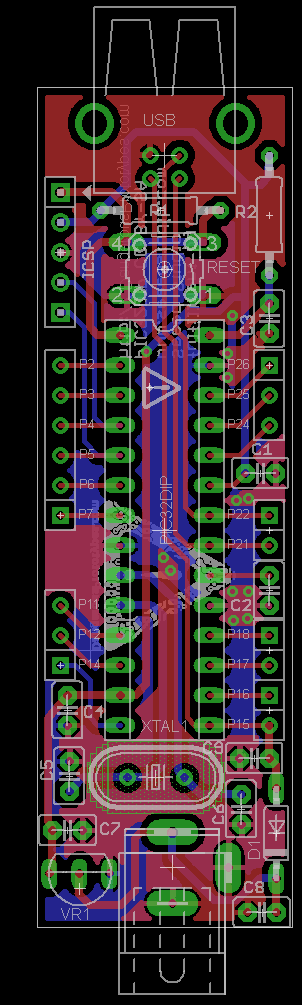 USB
R2
4
3
ICSP
RESET
2
1
C3
P2
P26
P3
P25
P4
P24
P5
C1
P6
P7
P22
PIC32DIP
P21
P11
C2
P12
P18
P14
P17
P16
C4
P15
XTAL1
C5
C6
C7
D1
C8
VR1